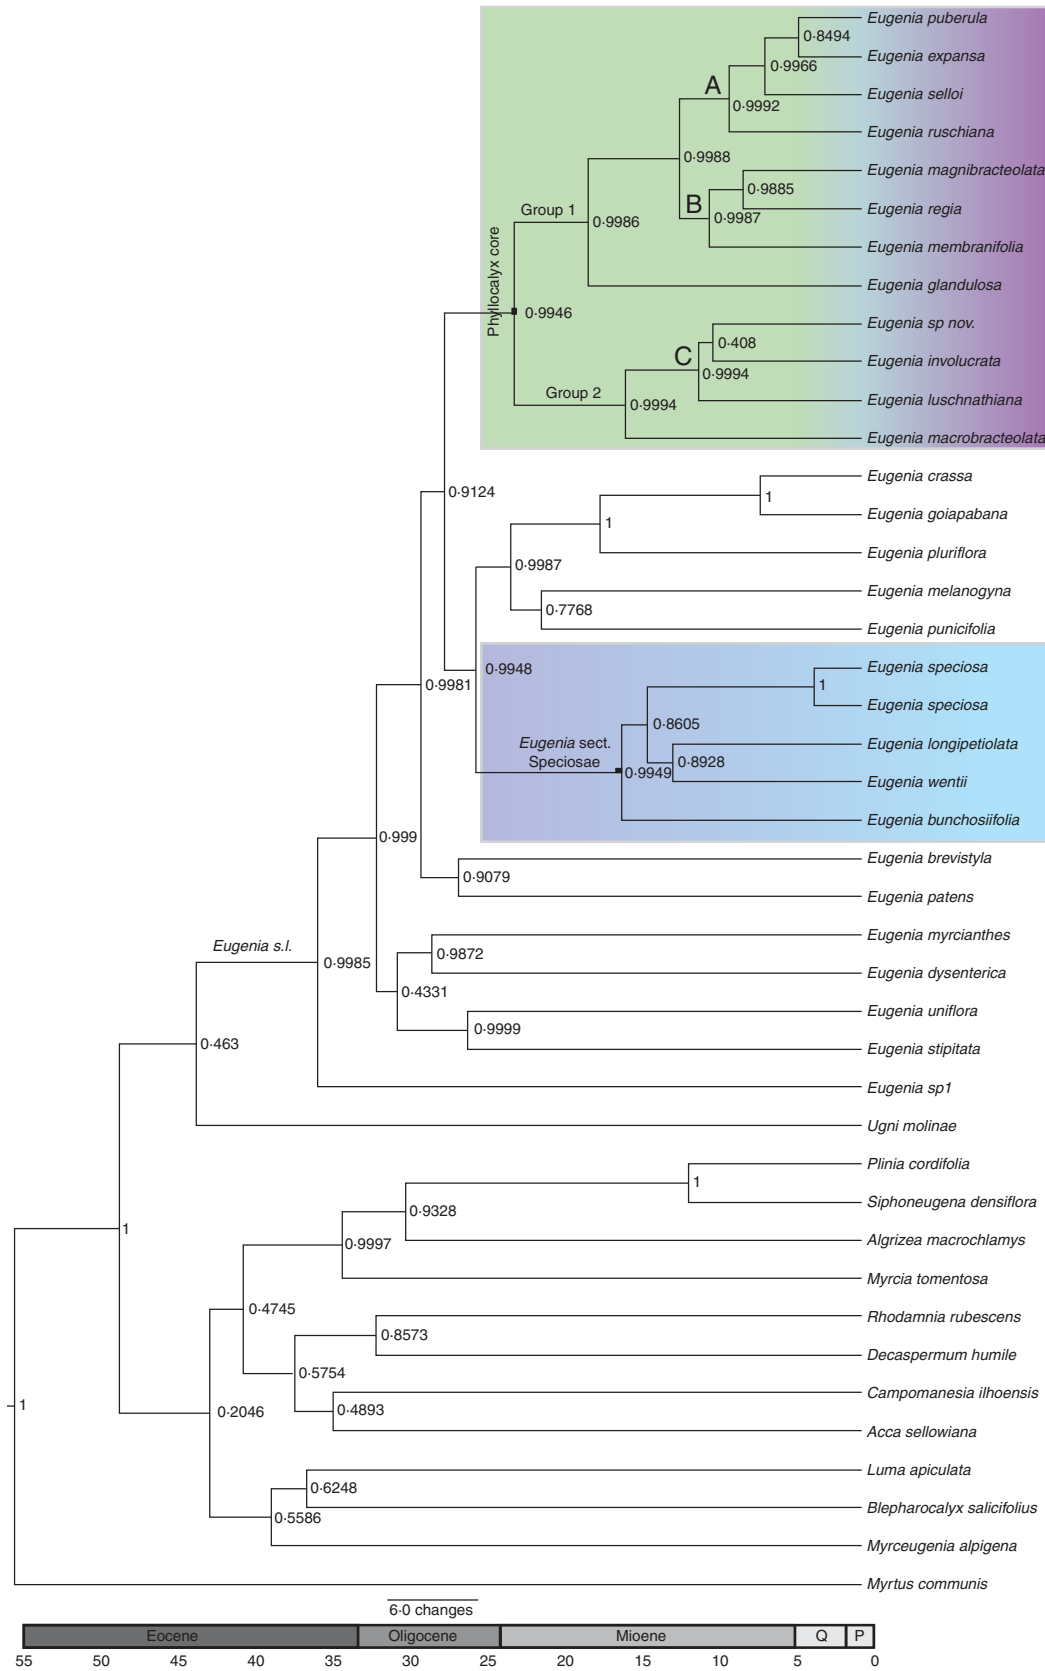 Eugenia puberula
0·8494
Eugenia expansa
0·9966
Eugenia selloi
A
0·9992
Eugenia ruschiana
0·9988
Eugenia magnibracteolata
0·9885
B
Eugenia regia
Group 1
0·9987
0·9986
Eugenia membranifolia
Phyllocalyx core
Eugenia glandulosa
0·9946
Eugenia sp nov.
0·408
C
Eugenia involucrata
0·9994
Group 2
Eugenia luschnathiana
0·9994
Eugenia macrobracteolata
Eugenia crassa
0·9124
1
Eugenia goiapabana
1
Eugenia pluriflora
0·9987
Eugenia melanogyna
0·7768
Eugenia punicifolia
Eugenia speciosa
0·9948
0·9981
1
Eugenia speciosa
0·8605
Eugenia sect.
Speciosae
Eugenia longipetiolata
0·8928
0·9949
Eugenia wentii
Eugenia bunchosiifolia
0·999
Eugenia brevistyla
0·9079
Eugenia patens
Eugenia s.l.
Eugenia myrcianthes
0·9872
0·9985
Eugenia dysenterica
0·4331
Eugenia uniflora
0·9999
0·463
Eugenia stipitata
Eugenia sp1
Ugni molinae
Plinia cordifolia
1
Siphoneugena densiflora
0·9328
1
Algrizea macrochlamys
0·9997
Myrcia tomentosa
0·4745
Rhodamnia rubescens
0·8573
Decaspermum humile
0·5754
Campomanesia ilhoensis
1
0·2046
0·4893
Acca sellowiana
Luma apiculata
0·6248
Blepharocalyx salicifolius
0·5586
Myrceugenia alpigena
Myrtus communis
6·0 changes
Eocene Oligocene Mioene Q P
55 50 45 40 35 30 25 20 15 10 5 0